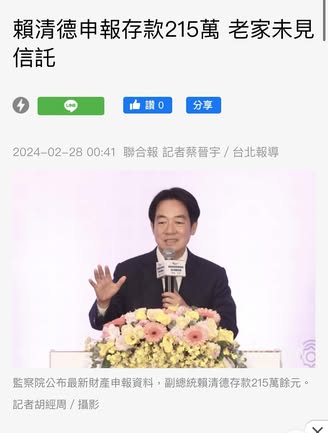 賴清德申報存款215萬 老家未見
信託
讚 0
分享
2024-02-28 00:41 聯合報 記者蔡晉宇 / 台北報導
監察院公布最新財產申報資料，副總統賴清德存款215萬餘元。
記者胡經周 / 攝影